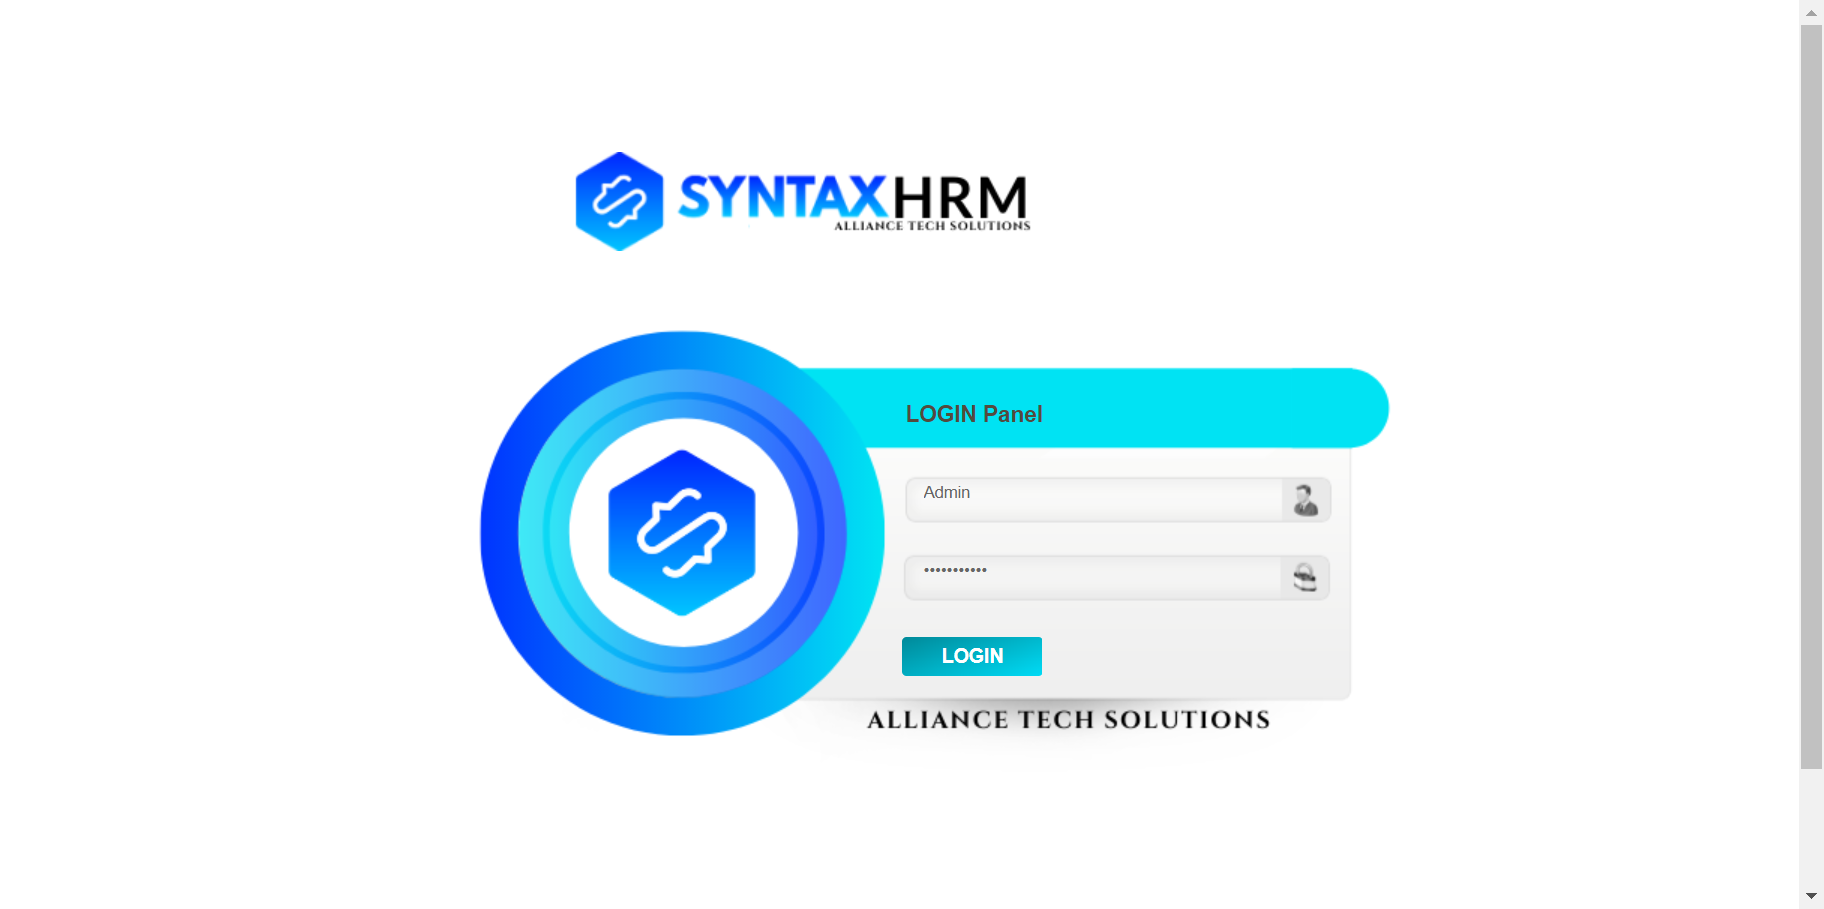 SYNTAXHRM
ALLIANCE TECH SOLUTIONS
LOGIN Panel
Admin
•••••••••••
LOGIN
ALLIANCE TECH SOLUTIONS